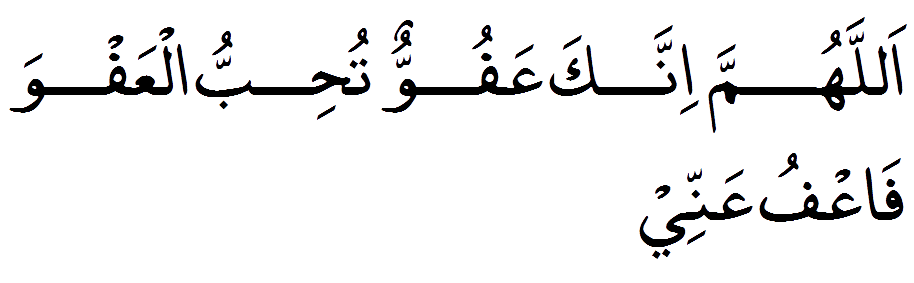 اَللَّهُمَّ اِنَّكَ عَفُوٌّ تُحِبُّ الْعَفْوَ
فَاعْفُ عَنِّيْ